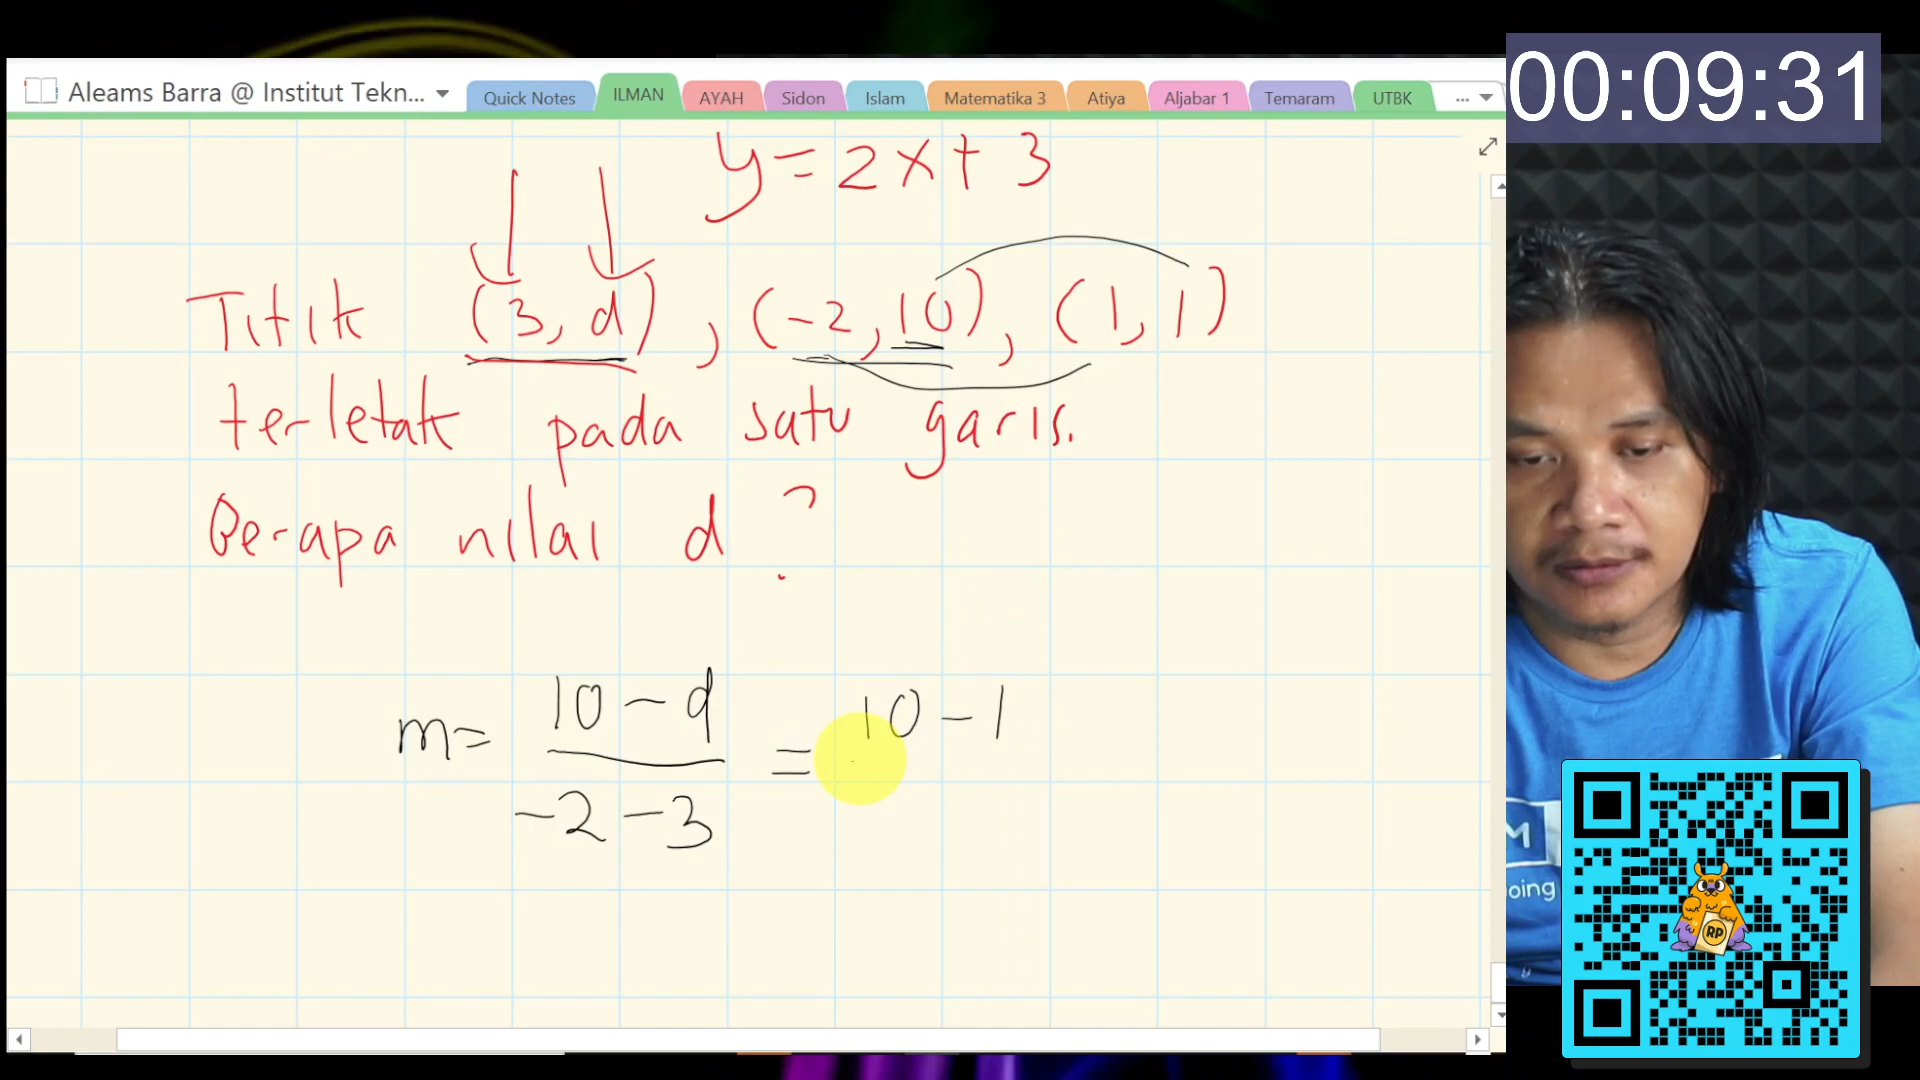 00:09:31
Aleams Barra @ Institut Tekn...
Quick Notes ILMAN AYAH Sidon Islam Matematika 3 Atiya Aljabar 1 Temaram UTBK ...
y = 2x + 3
Titik (3, d), (-2, 10), (1, 1)
terletak pada satu garis.
Berapa nilai d ?
10 - d 10 - 1
m= =
-2 - 3
M
oing
RP